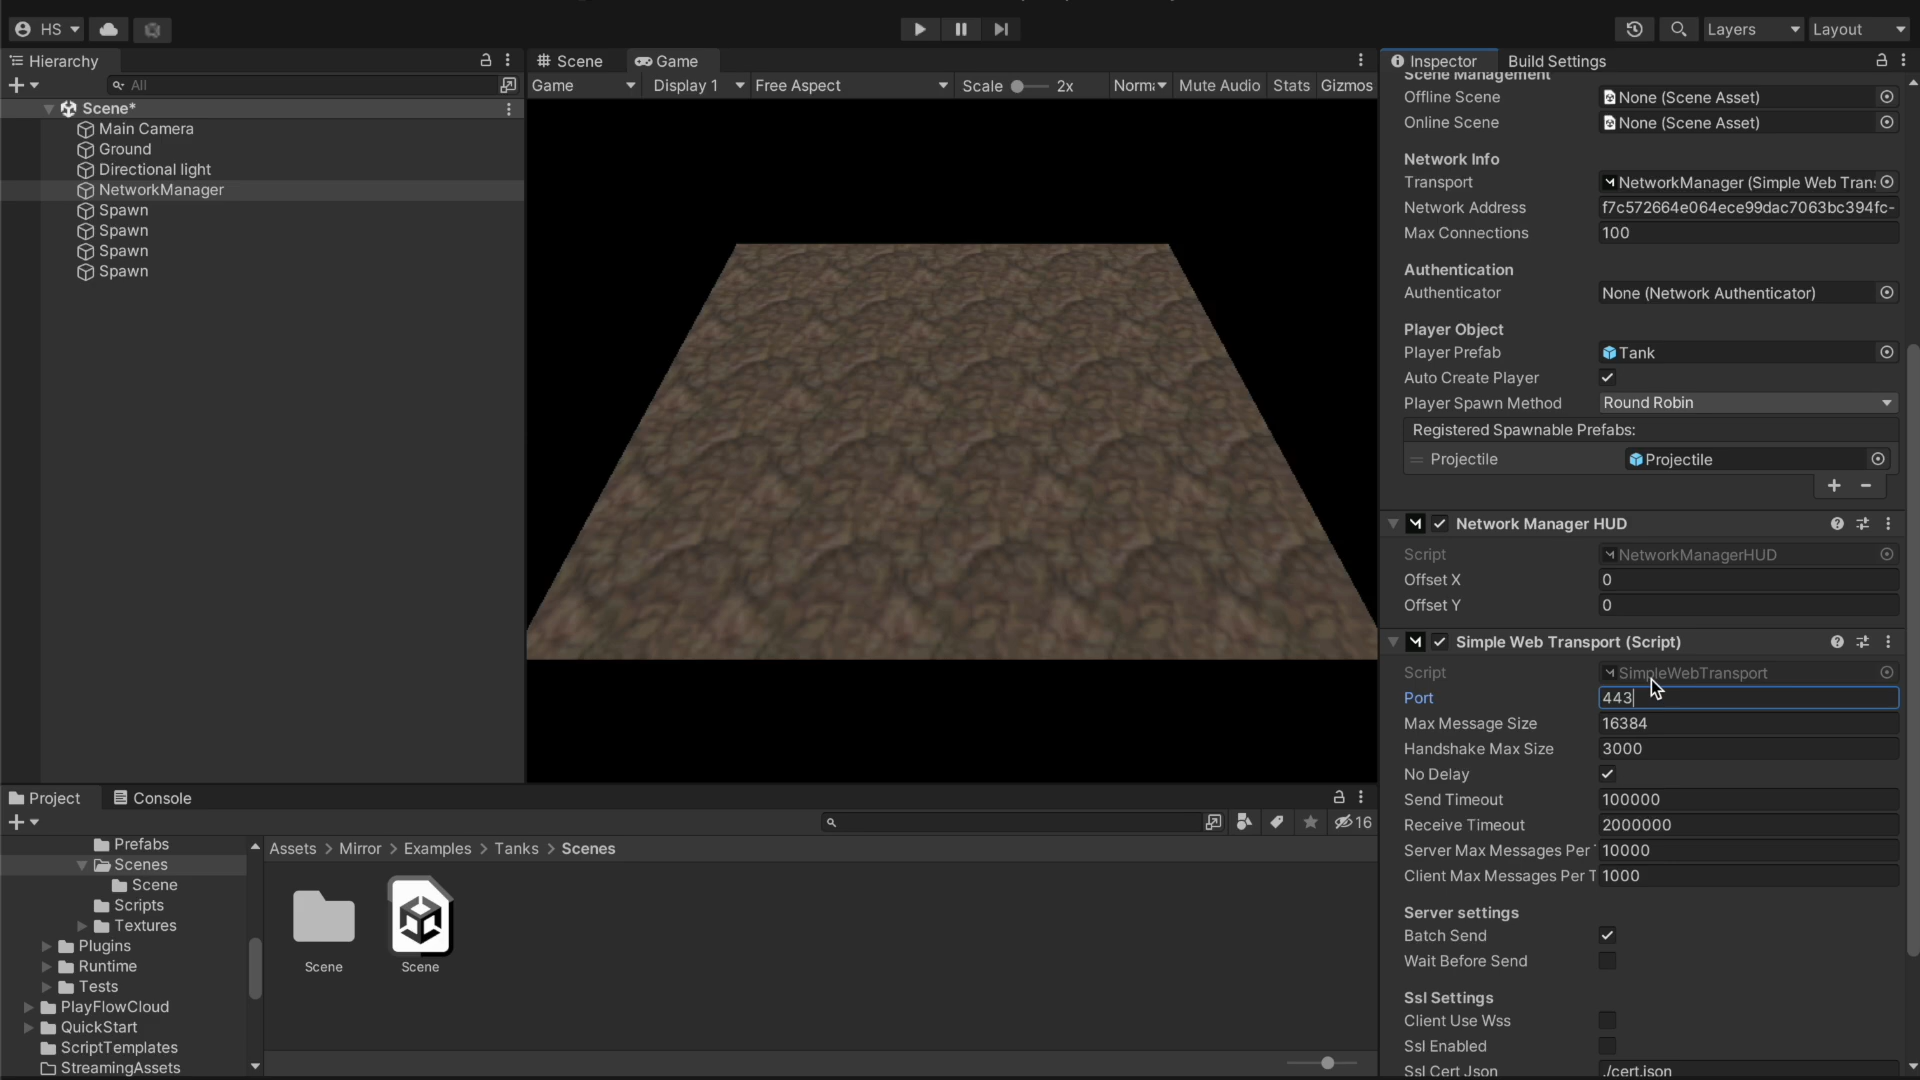 HS
Layers
Layout
Hierarchy
Scene
Game
Inspector
Build Settings
All
Game
Display 1
Free Aspect
Scale
2x
Norm
Mute Audio
Stats
Gizmos
Scene*
Main Camera
Ground
Directional light
NetworkManager
Spawn
Spawn
Spawn
Spawn
Scene Management
Offline Scene
None (Scene Asset)
Online Scene
None (Scene Asset)
Network Info
Transport
NetworkManager (Simple Web Trans
Network Address
f7c572664e064ece99dac7063bc394fc-
Max Connections
100
Authentication
Authenticator
None (Network Authenticator)
Player Object
Player Prefab
Tank
Auto Create Player
Player Spawn Method
Round Robin
Registered Spawnable Prefabs:
Projectile
Projectile
Network Manager HUD
Script
NetworkManagerHUD
Offset X
0
Offset Y
0
Simple Web Transport (Script)
Script
SimpleWebTransport
Port
443
Max Message Size
16384
Handshake Max Size
3000
No Delay
Send Timeout
100000
Receive Timeout
2000000
Server Max Messages Per
10000
Client Max Messages Per T
1000
Server settings
Batch Send
Wait Before Send
Ssl Settings
Client Use Wss
Ssl Enabled
Ssl Cert Json
./cert.json
Project
Console
16
Prefabs
Scenes
Scene
Scripts
Textures
Plugins
Runtime
Tests
PlayFlowCloud
QuickStart
ScriptTemplates
StreamingAssets
Assets > Mirror > Examples > Tanks > Scenes
Scene
Scene